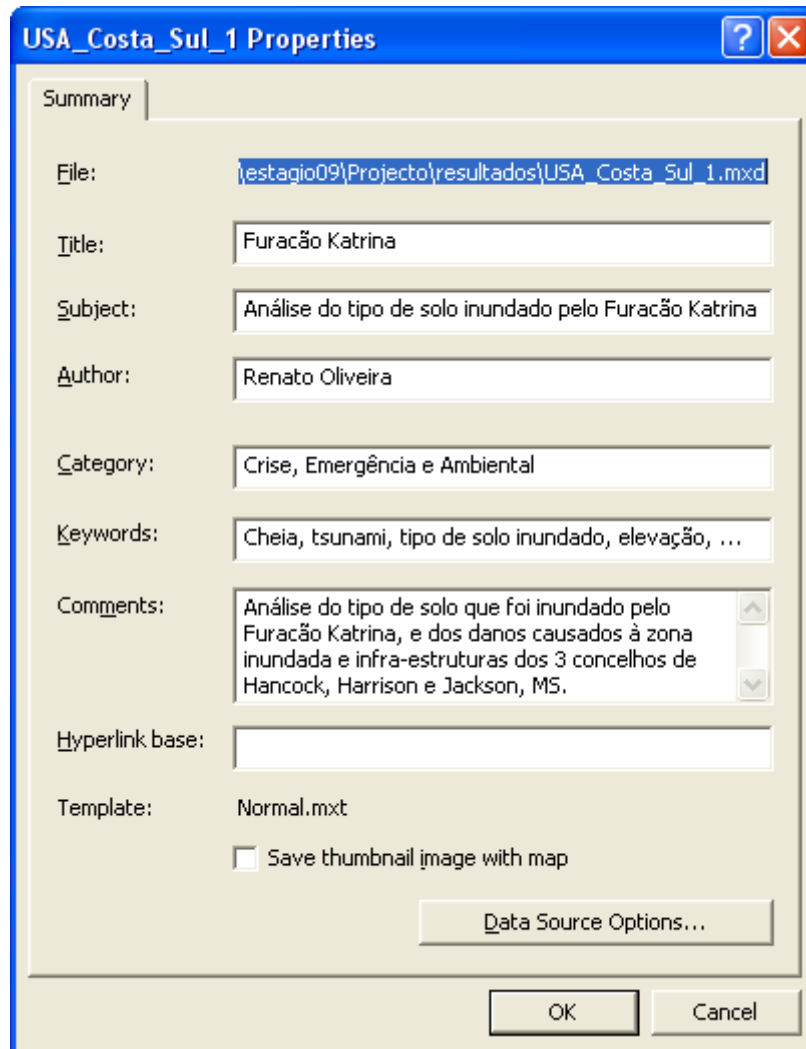 USA_Costa_Sul_1 Properties
Summary
File: \estagio09\Projecto\resultados\USA_Costa_Sul_1.mxd
Title: Furacão Katrina
Subject: Análise do tipo de solo inundado pelo Furacão Katrina
Author: Renato Oliveira
Category: Crise, Emergência e Ambiental
Keywords: Cheia, tsunami, tipo de solo inundado, elevação, ...
Comments: Análise do tipo de solo que foi inundado pelo
Furacão Katrina, e dos danos causados à zona
inundada e infra-estruturas dos 3 concelhos de
Hancock, Harrison e Jackson, MS.
Hyperlink base:
Template: Normal.mxt
Save thumbnail image with map
Data Source Options...
OK Cancel